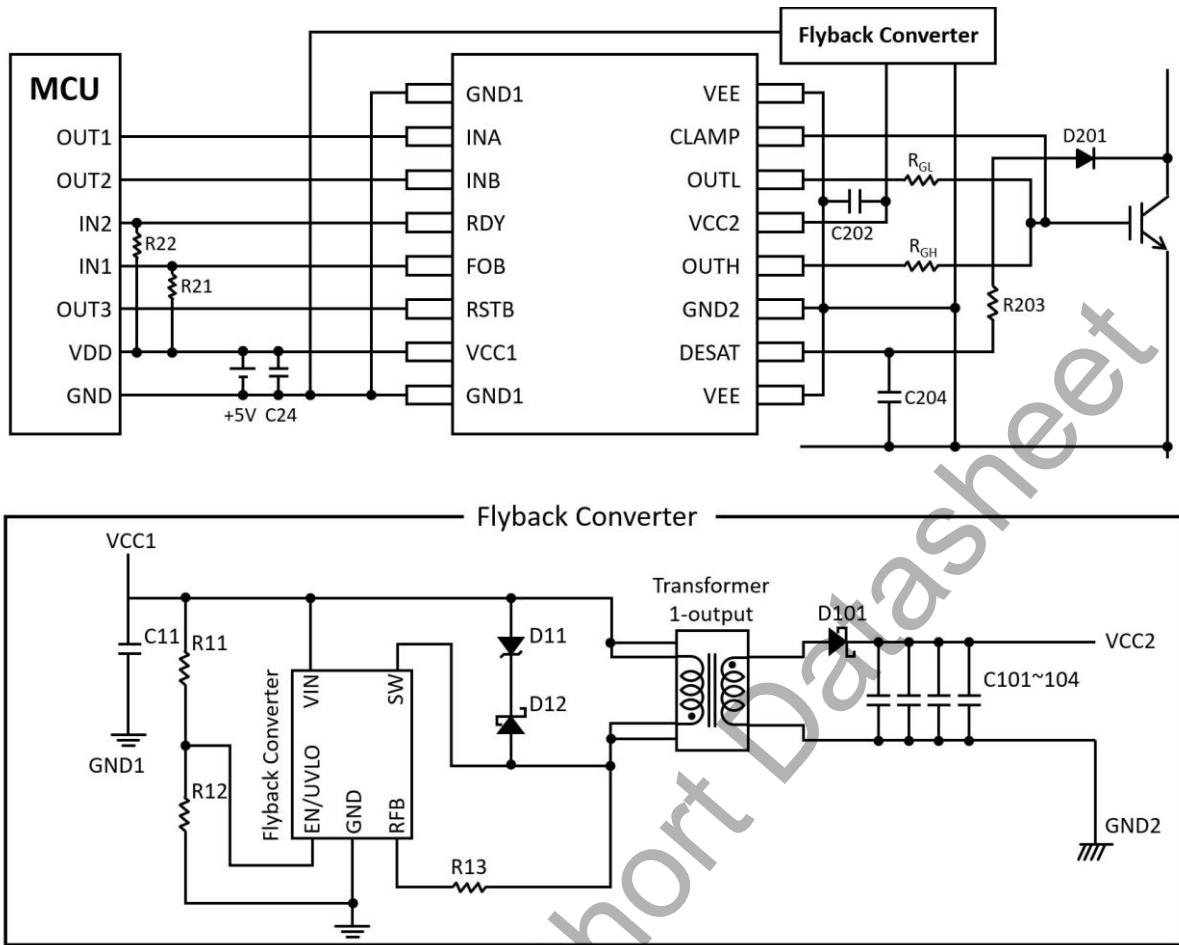 Flyback Converter
MCU
OUT1
OUT2
IN2
IN1
OUT3
VDD
GND
R22
R21
+5V
C24
GND1
INA
INB
RDY
FOB
RSTB
VCC1
GND1
VEE
CLAMP
OUTL
VCC2
OUTH
GND2
DESAT
VEE
RGL
C202
RGH
D201
R203
C204
Flyback Converter
VCC1
C11
R11
GND1
R12
Flyback Converter
VIN
SW
EN/UVLO
GND
RFB
D11
D12
R13
Transformer
1-output
D101
VCC2
C101~104
GND2
hort Datasheet